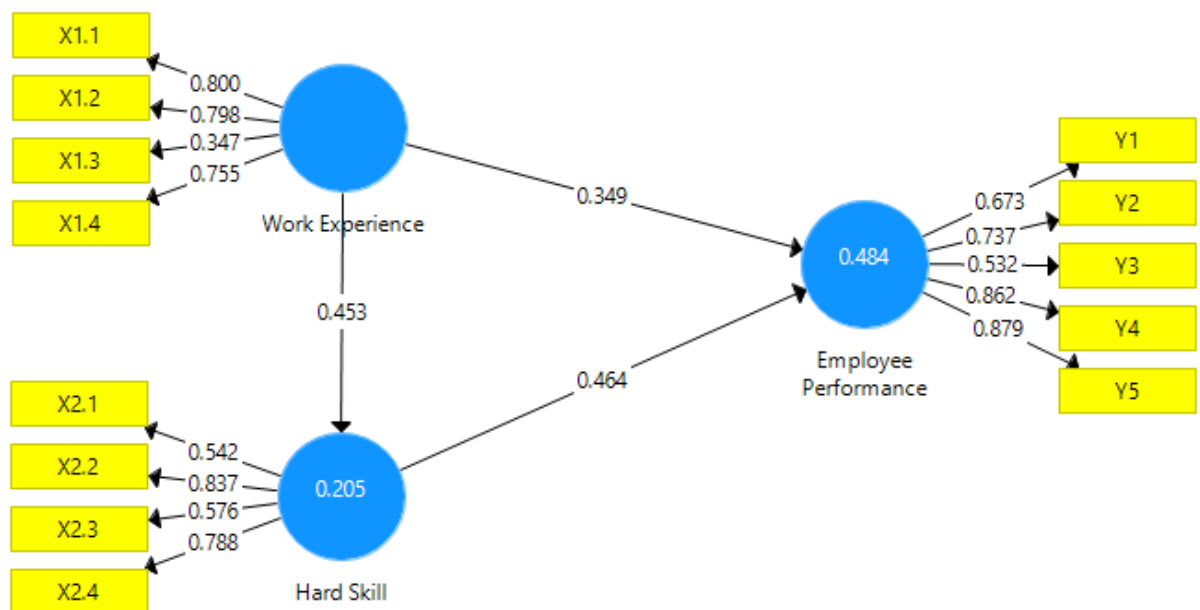 X1.1
X1.2
X1.3
X1.4
0.800
0.798
0.347
0.755
Work Experience
0.349
0.453
0.464
0.484
Employee
Performance
0.673
0.737
0.532
0.862
0.879
Y1
Y2
Y3
Y4
Y5
X2.1
X2.2
X2.3
X2.4
0.542
0.837
0.576
0.788
0.205
Hard Skill